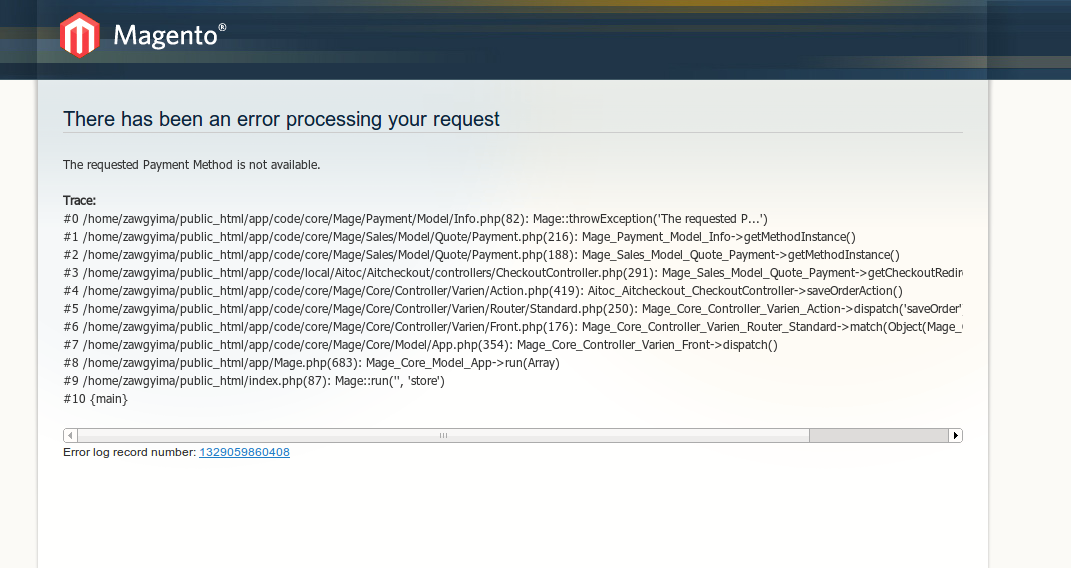 Magento®
There has been an error processing your request
The requested Payment Method is not available.
Trace:
#0 /home/zawgyima/public_html/app/code/core/Mage/Payment/Model/Info.php(82): Mage::throwException('The requested P...')
#1 /home/zawgyima/public_html/app/code/core/Mage/Sales/Model/Quote/Payment.php(216): Mage_Payment_Model_Info->getMethodInstance()
#2 /home/zawgyima/public_html/app/code/core/Mage/Sales/Model/Quote/Payment.php(188): Mage_Sales_Model_Quote_Payment->getMethodInstance()
#3 /home/zawgyima/public_html/app/code/local/Aitoc/Aitcheckout/controllers/CheckoutController.php(291): Mage_Sales_Model_Quote_Payment->getCheckoutRedire
#4 /home/zawgyima/public_html/app/code/core/Mage/Core/Controller/Varien/Action.php(419): Aitoc_Aitcheckout_CheckoutController->saveOrderAction()
#5 /home/zawgyima/public_html/app/code/core/Mage/Core/Controller/Varien/Router/Standard.php(250): Mage_Core_Controller_Varien_Action->dispatch('saveOrder'
#6 /home/zawgyima/public_html/app/code/core/Mage/Core/Controller/Varien/Front.php(176): Mage_Core_Controller_Varien_Router_Standard->match(Object(Mage_
#7 /home/zawgyima/public_html/app/code/core/Mage/Core/Model/App.php(354): Mage_Core_Controller_Varien_Front->dispatch()
#8 /home/zawgyima/public_html/app/Mage.php(683): Mage_Core_Model_App->run(Array)
#9 /home/zawgyima/public_html/index.php(87): Mage::run('', 'store')
#10 {main}
Error log record number: 1329059860408